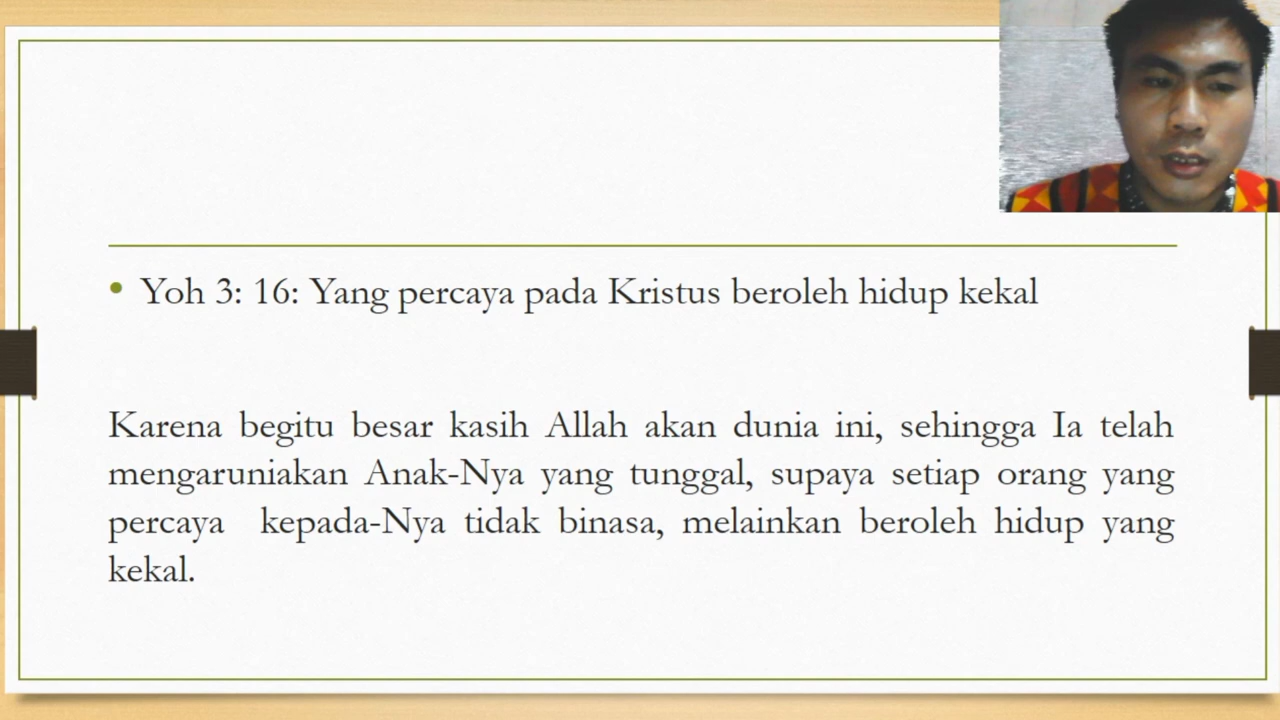 • Yoh 3: 16: Yang percaya pada Kristus beroleh hidup kekal
Karena begitu besar kasih Allah akan dunia ini, sehingga Ia telah
mengaruniakan Anak-Nya yang tunggal, supaya setiap orang yang
percaya  kepada-Nya tidak binasa, melainkan beroleh hidup yang
kekal.